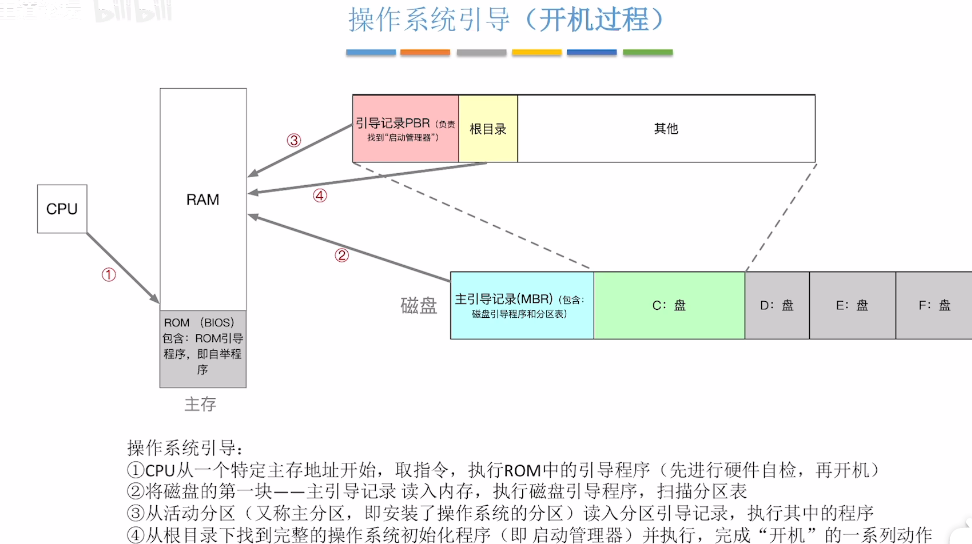 bilibili
操作系统引导（开机过程）
引导记录PBR（负责
找到“启动管理器”）
根目录
其他
③
④
RAM
CPU
②
①
主引导记录(MBR)（包含：
磁盘引导程序和分区表）
C：盘
D：盘
E：盘
F：盘
磁盘
ROM （BIOS）
包含：ROM引导
程序，即自举程
序
主存
操作系统引导：
①CPU从一个特定主存地址开始，取指令，执行ROM中的引导程序（先进行硬件自检，再开机）
②将磁盘的第一块——主引导记录 读入内存，执行磁盘引导程序，扫描分区表
③从活动分区（又称主分区，即安装了操作系统的分区）读入分区引导记录，执行其中的程序
④从根目录下找到完整的操作系统初始化程序（即 启动管理器）并执行，完成“开机”的一系列动作